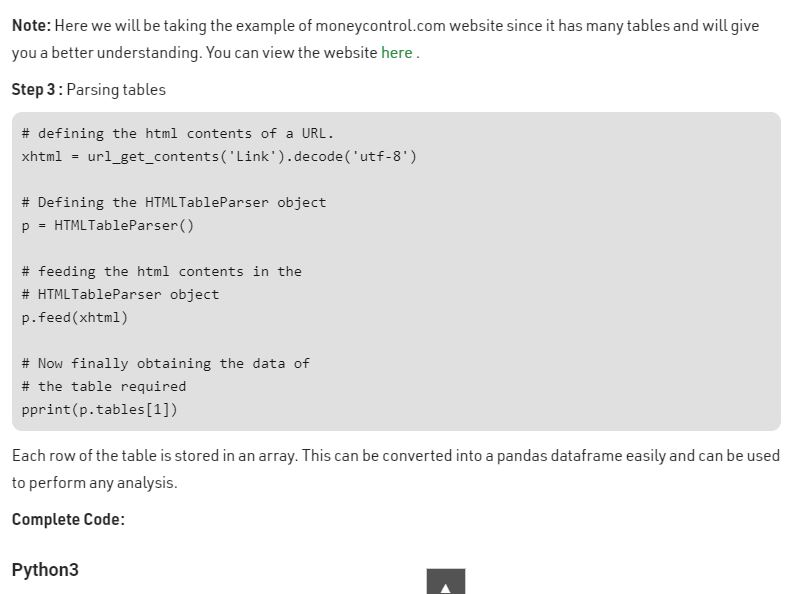 Note: Here we will be taking the example of moneycontrol.com website since it has many tables and will give
you a better understanding. You can view the website here .
Step 3 : Parsing tables
# defining the html contents of a URL.
xhtml = url_get_contents('Link').decode('utf-8')
# Defining the HTMLTableParser object
p = HTMLTableParser()
# feeding the html contents in the
# HTMLTableParser object
p.feed(xhtml)
# Now finally obtaining the data of
# the table required
pprint(p.tables[1])
Each row of the table is stored in an array. This can be converted into a pandas dataframe easily and can be used
to perform any analysis.
Complete Code:
Python3